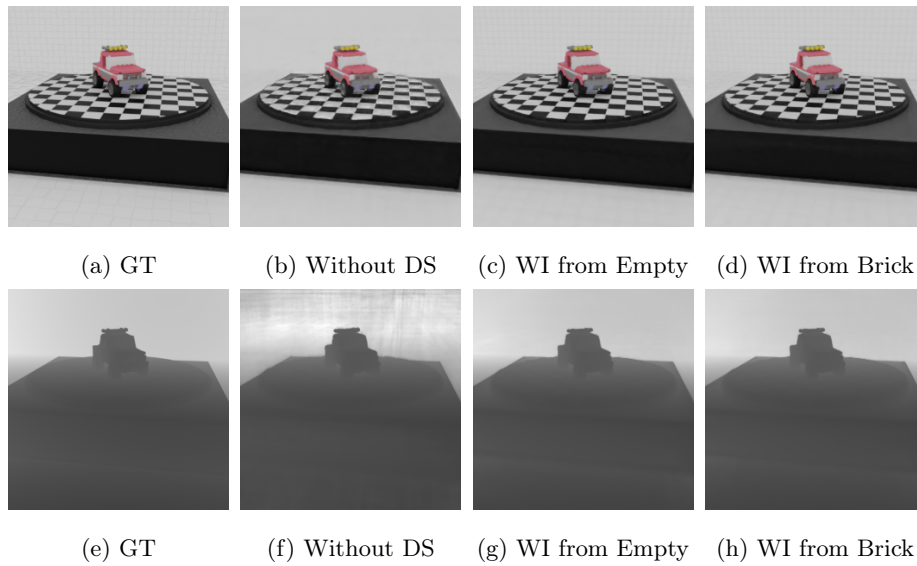 (a) GT (b) Without DS (c) WI from Empty (d) WI from Brick
(e) GT (f) Without DS (g) WI from Empty (h) WI from Brick